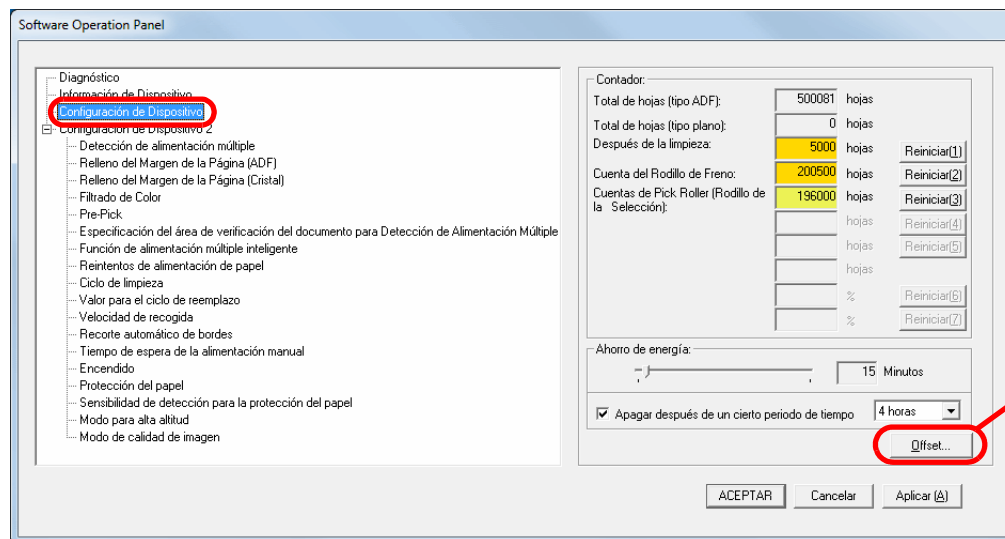 Software Operation Panel
Diagnóstico
Información de Dispositivo
Configuración de Dispositivo
Configuración de Dispositivo 2
Detección de alimentación múltiple
Relleno del Margen de la Página (ADF)
Relleno del Margen de la Página (Cristal)
Filtrado de Color
Pre-Pick
Especificación del área de verificación del documento para Detección de Alimentación Múltiple
Función de alimentación múltiple inteligente
Reintentos de alimentación de papel
Ciclo de limpieza
Valor para el ciclo de reemplazo
Velocidad de recogida
Recorte automático de bordes
Tiempo de espera de la alimentación manual
Encendido
Protección del papel
Sensibilidad de detección para la protección del papel
Modo para alta altitud
Modo de calidad de imagen
Contador:
Total de hojas (tipo ADF): 500081 hojas
Total de hojas (tipo plano): 0 hojas
Después de la limpieza: 5000 hojas Reiniciar(1)
Cuenta del Rodillo de Freno: 200500 hojas Reiniciar(2)
Cuentas de Pick Roller (Rodillo de 196000 hojas Reiniciar(3)
la Selección):
hojas Reiniciar(4)
hojas Reiniciar(5)
hojas
% Reiniciar(6)
% Reiniciar(7)
Ahorro de energía:
15 Minutos
Apagar después de un cierto periodo de tiempo 4 horas
Offset...
ACEPTAR Cancelar Aplicar (A)